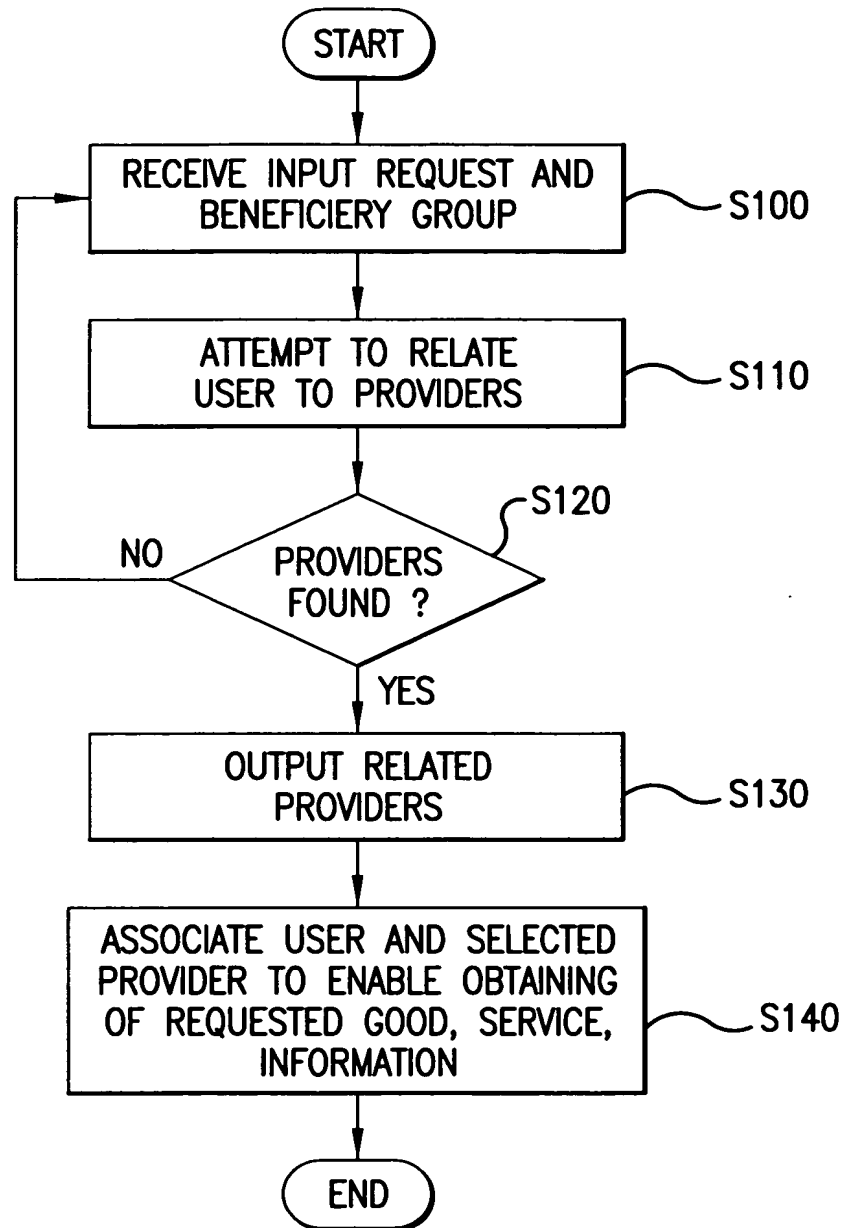 START
RECEIVE INPUT REQUEST AND
BENEFICIERY GROUP
S100
ATTEMPT TO RELATE
USER TO PROVIDERS
S110
S120
NO
PROVIDERS
FOUND ?
YES
OUTPUT RELATED
PROVIDERS
S130
ASSOCIATE USER AND SELECTED
PROVIDER TO ENABLE OBTAINING
OF REQUESTED GOOD, SERVICE,
INFORMATION
S140
END